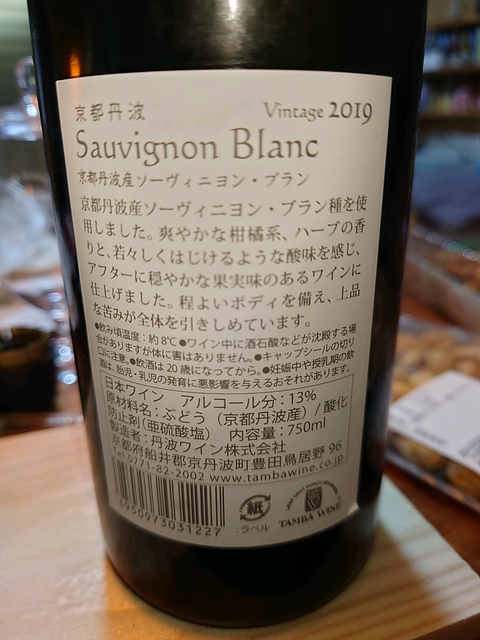 京都丹波
Vintage 2019
Sauvignon Blanc
京都丹波産ソーヴィニヨン・ブラン
京都丹波産ソーヴィニヨン・ブラン種を使
用しました。爽やかな柑橘系、ハーブの香
りと、若々しくはじけるような酸味を感じ、
アフターに穏やかな果実味のあるワインに
仕上げました。程よいボディを備え、上品
な苦みが全体を引きしめています。
●飲み頃温度：約8℃●ワイン中に酒石酸などが沈殿する場
合がありますが体に害はありません。●キャップシールの切り
口に注意。●飲酒は20歳になってから。●妊娠中や授乳期の飲
酒は、胎児・乳児の発育に悪影響を与えるおそれがあります。
日本ワイン アルコール分：13%
原材料名：ぶどう（京都丹波産）/酸化
防止剤（亜硫酸塩） 内容量：750ml
製造者：丹波ワイン株式会社
京都府船井郡京丹波町豊田鳥居野96
Tel.0771-82-2002 www.tambawine.co.jp
4950973031227
紙
：ラベル
TAMBA WINE